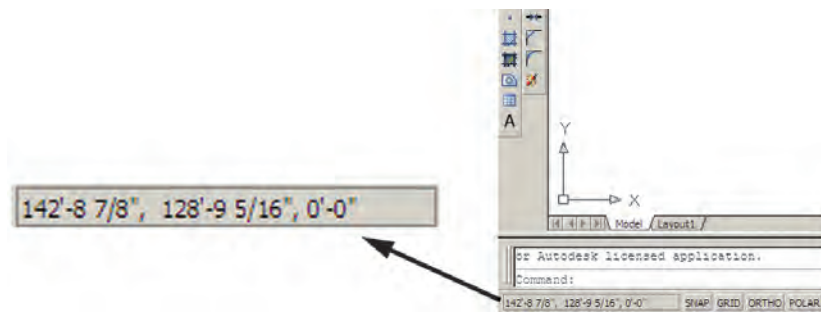 142'-8 7/8", 128'-9 5/16", 0'-0"
A
Y
X
Model Layout1
or Autodesk licensed application.
Command:
142'-8 7/8", 128'-9 5/16", 0'-0" SNAP GRID ORTHO POLAR